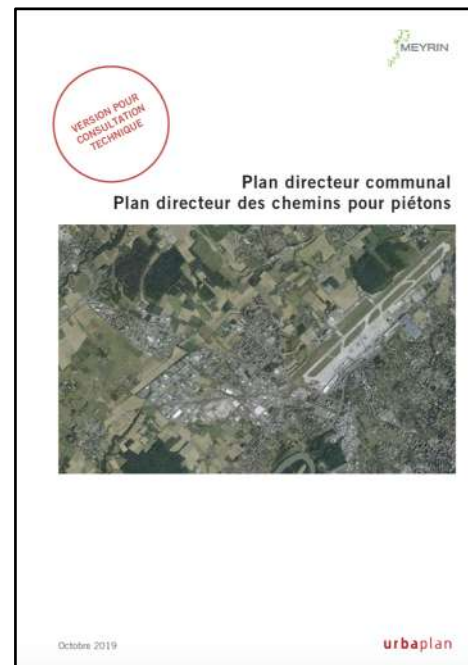 MEYRIN
VERSION POUR
CONSULTATION
TECHNIQUE
Plan directeur communal
Plan directeur des chemins pour piétons
Octobre 2019
urbaplan